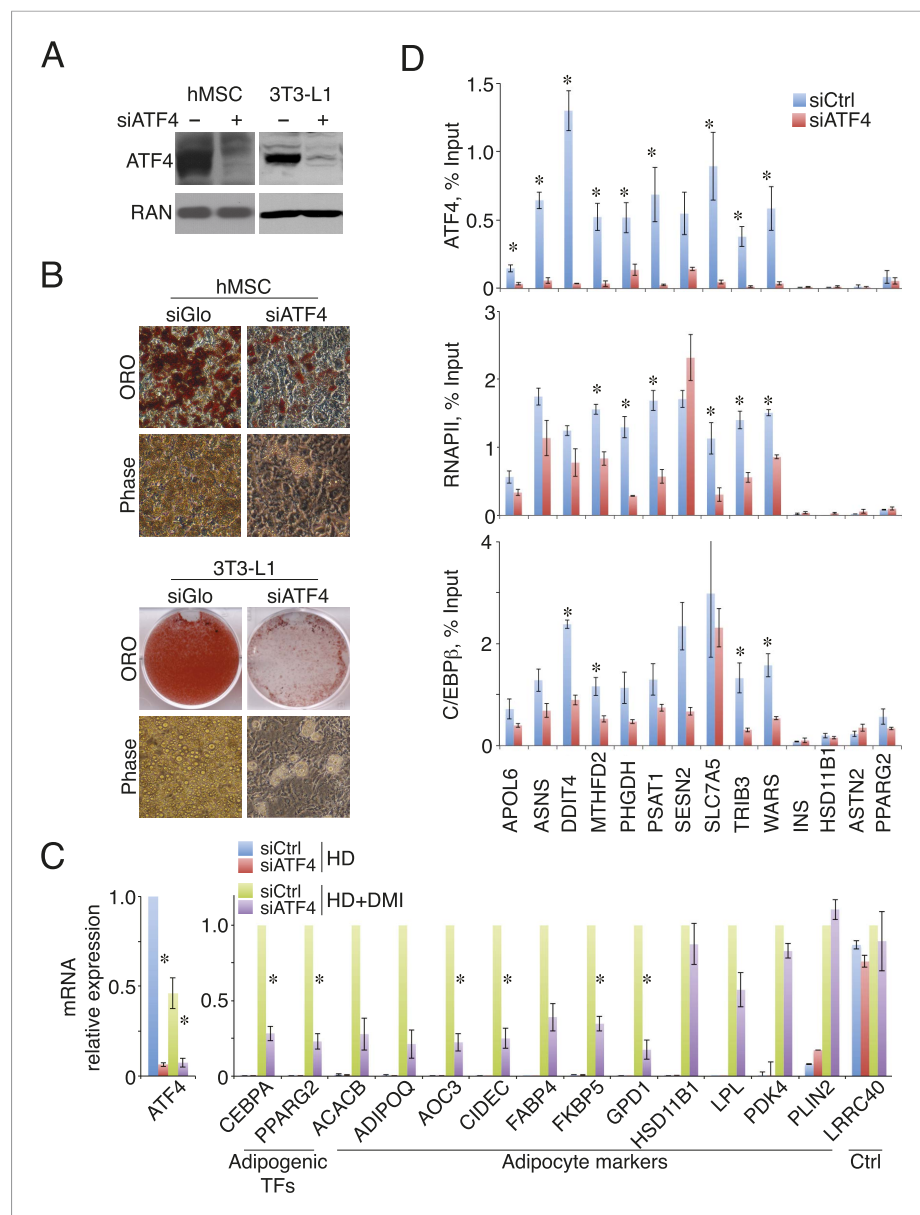 A
hMSC 3T3-L1
siATF4 – + – +
ATF4
RAN
B
hMSC
siGlo siATF4
ORO
Phase
3T3-L1
siGlo siATF4
ORO
Phase
C
siCtrl
siATF4
HD
siCtrl
siATF4
HD+DMI
mRNA
relative expression
1.0
0.5
0
1.0
0.5
0
* *
* * * * * *
ATF4
CEBPA
PPARG2
ACACB
ADIPOQ
AOC3
CIDEC
FABP4
FKBP5
GPD1
HSD11B1
LPL
PDK4
PLIN2
LRRC40
Adipogenic
TFs
Adipocyte markers
Ctrl
D
siCtrl
siATF4
ATF4, % Input
1.5
1.0
0.5
0
* * * * * * * * *
RNAPII, % Input
3
2
1
0
* * * * * *
C/EBPβ, % Input
4
2
0
* * * *
APOL6
ASNS
DDIT4
MTHFD2
PHGDH
PSAT1
SESN2
SLC7A5
TRIB3
WARS
INS
HSD11B1
ASTN2
PPARG2